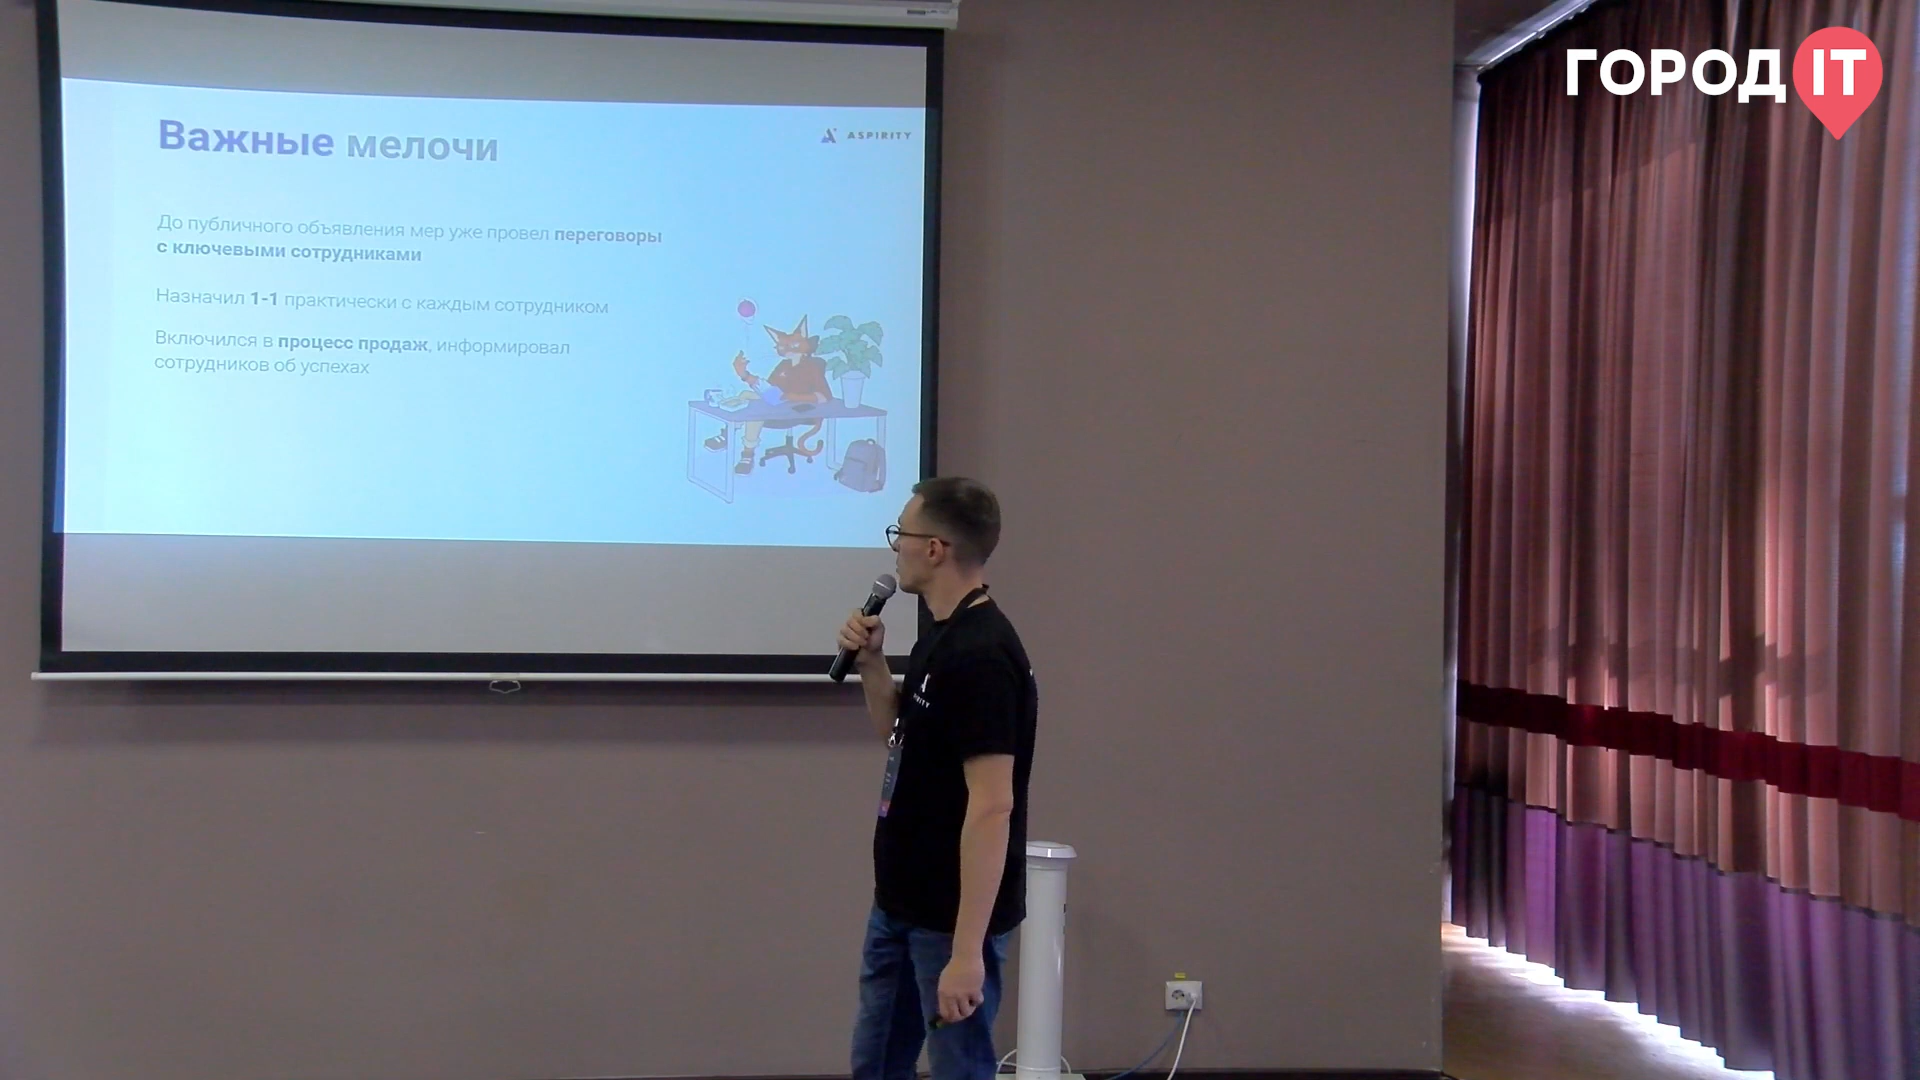 ГОРОД IT
Важные мелочи
ASPIRITY
До публичного объявления мер уже провел переговоры
с ключевыми сотрудниками
Назначил 1-1 практически с каждым сотрудником
Включился в процесс продаж, информировал
сотрудников об успехах